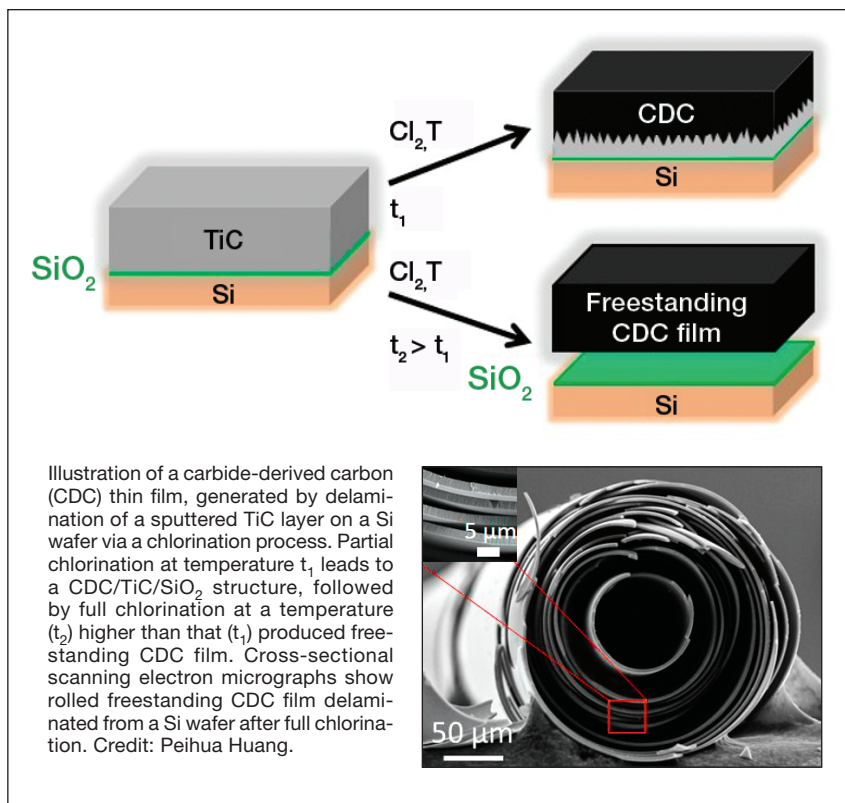 Cl₂,T
t₁
CDC
Si
TiC
SiO₂
Si
Cl₂,T
t₂ > t₁
Freestanding
CDC film
SiO₂
Si
Illustration of a carbide-derived carbon
(CDC) thin film, generated by delami-
nation of a sputtered TiC layer on a Si
wafer via a chlorination process. Partial
chlorination at temperature t₁ leads to
a CDC/TiC/SiO₂ structure, followed
by full chlorination at a temperature
(t₂) higher than that (t₁) produced free-
standing CDC film. Cross-sectional
scanning electron micrographs show
rolled freestanding CDC film delami-
nated from a Si wafer after full chlorina-
tion. Credit: Peihua Huang.
5 µm
50 µm